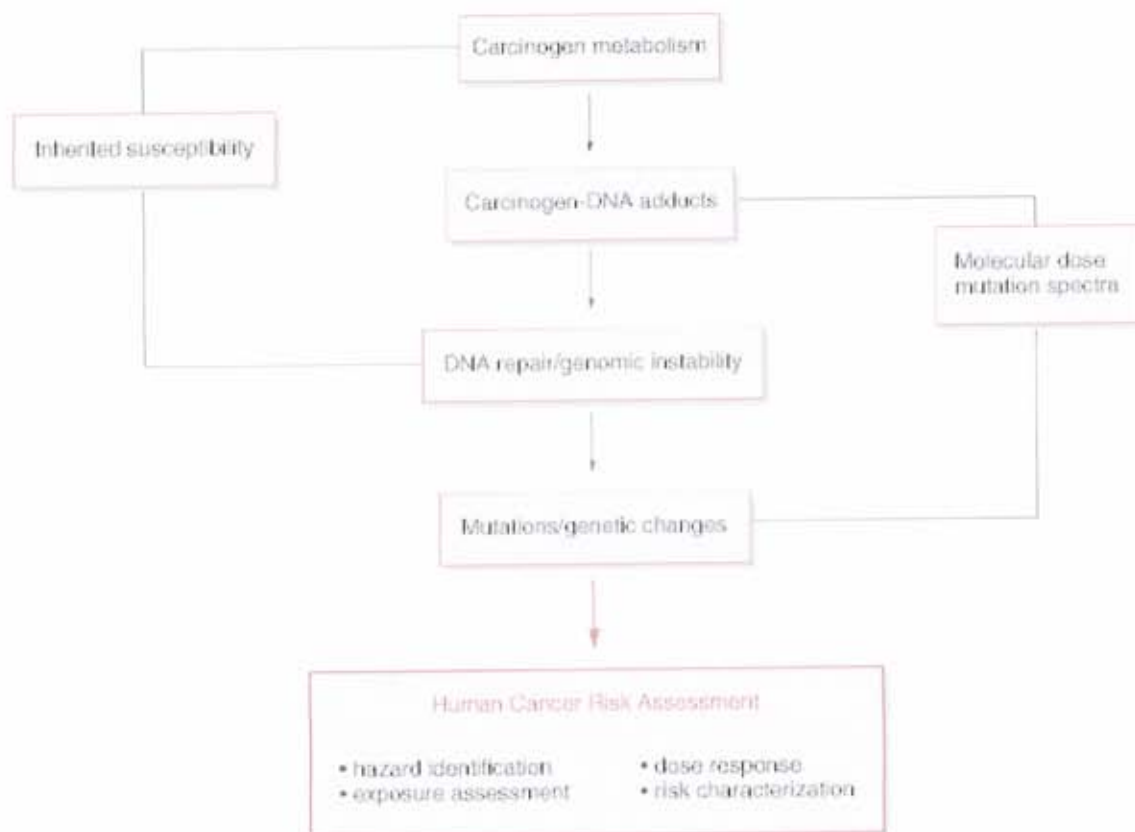 Carcinogen metabolism
Inherited susceptibility
Carcinogen-DNA adducts
Molecular dose
mutation spectra
DNA repair/genomic instability
Mutations/genetic changes
Human Cancer Risk Assessment
• hazard identification
• exposure assessment
• dose response
• risk characterization